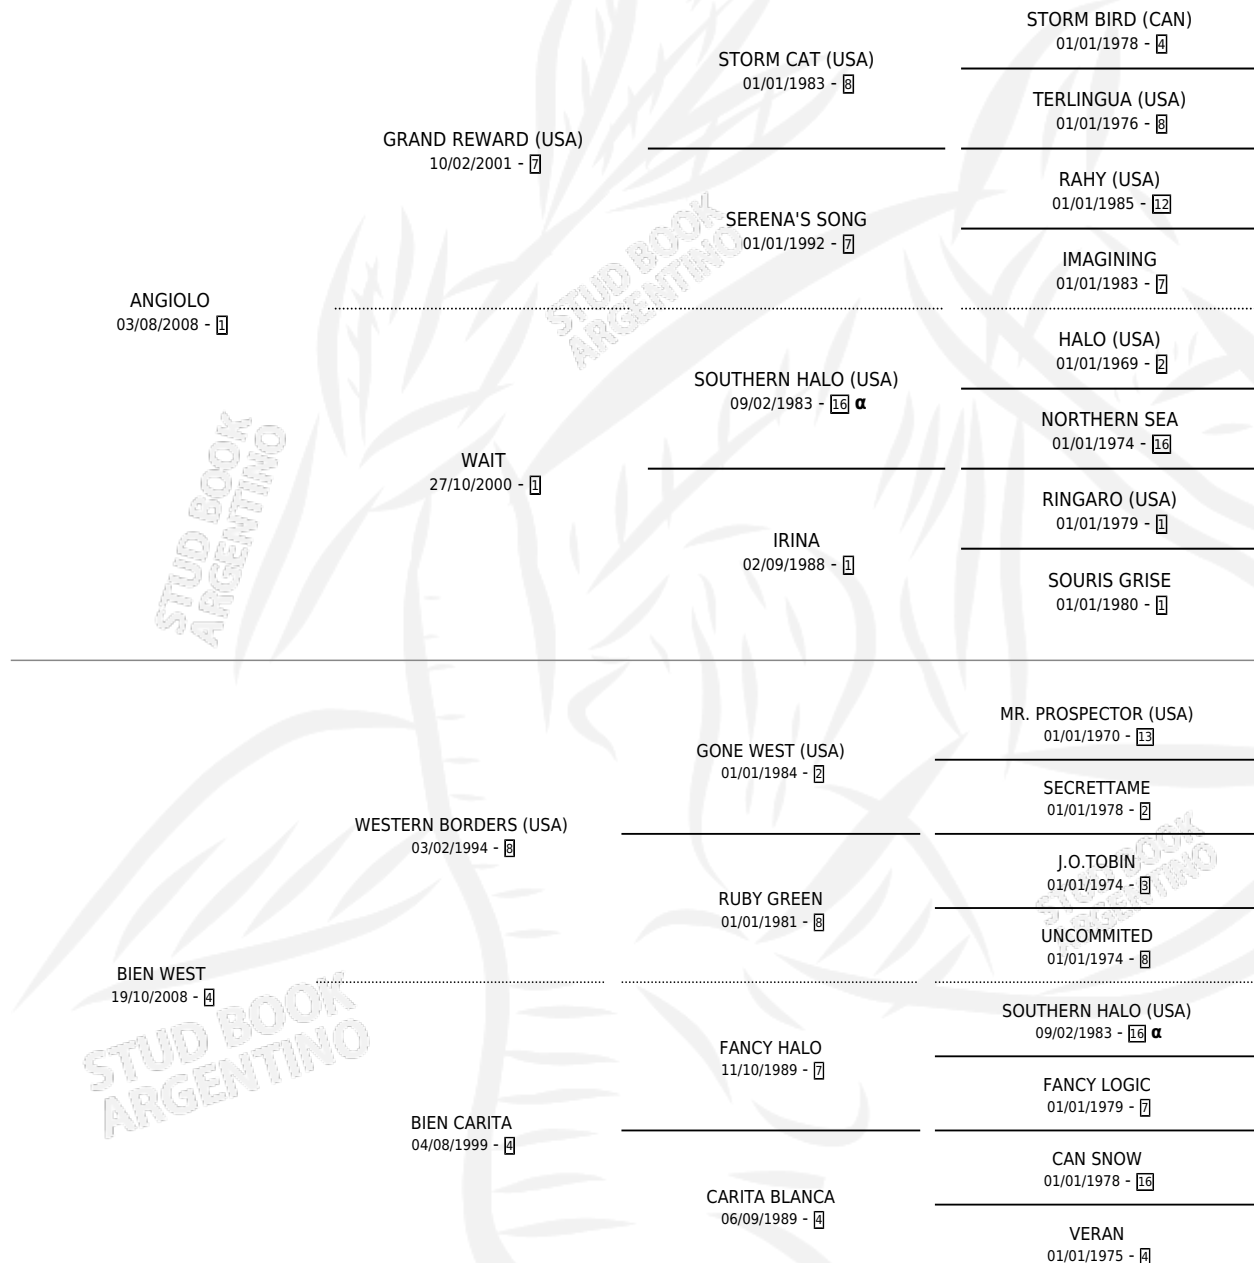 STORM BIRD (CAN)
01/01/1978 - 4
STORM CAT (USA)
01/01/1983 - 8
TERLINGUA (USA)
01/01/1976 - 8
GRAND REWARD (USA)
10/02/2001 - 7
RAHY (USA)
01/01/1985 - 12
SERENA'S SONG
01/01/1992 - 7
IMAGINING
01/01/1983 - 7
ANGIOLO
03/08/2008 - 1
HALO (USA)
01/01/1969 - 2
SOUTHERN HALO (USA)
09/02/1983 - 16 α
NORTHERN SEA
01/01/1974 - 16
WAIT
27/10/2000 - 1
RINGARO (USA)
01/01/1979 - 1
IRINA
02/09/1988 - 1
SOURIS GRISE
01/01/1980 - 1
MR. PROSPECTOR (USA)
01/01/1970 - 13
GONE WEST (USA)
01/01/1984 - 2
SECRETTAME
01/01/1978 - 2
WESTERN BORDERS (USA)
03/02/1994 - 8
J.O.TOBIN
01/01/1974 - 3
RUBY GREEN
01/01/1981 - 8
UNCOMMITED
01/01/1974 - 8
BIEN WEST
19/10/2008 - 4
SOUTHERN HALO (USA)
09/02/1983 - 16 α
FANCY HALO
11/10/1989 - 7
FANCY LOGIC
01/01/1979 - 7
BIEN CARITA
04/08/1999 - 4
CAN SNOW
01/01/1978 - 16
CARITA BLANCA
06/09/1989 - 4
VERAN
01/01/1975 - 4
STUD BOOK
ARGENTINO
STUD BOOK
ARGENTINO
STUD BOOK
ARGENTINO
STUD BOOK
ARGENTINO